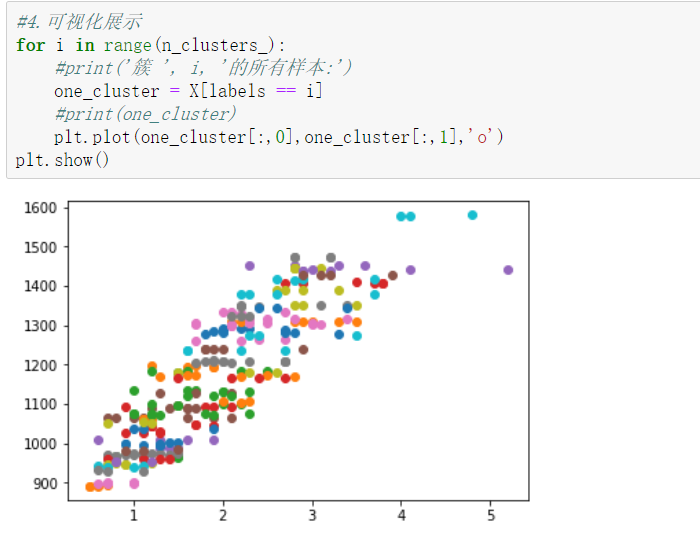 #4.可视化展示
for i in range(n_clusters_):
    #print('簇 ', i, '的所有样本:')
    one_cluster = X[labels == i]
    #print(one_cluster)
    plt.plot(one_cluster[:,0],one_cluster[:,1],'o')
plt.show()
1600
1500
1400
1300
1200
1100
1000
900
1 2 3 4 5